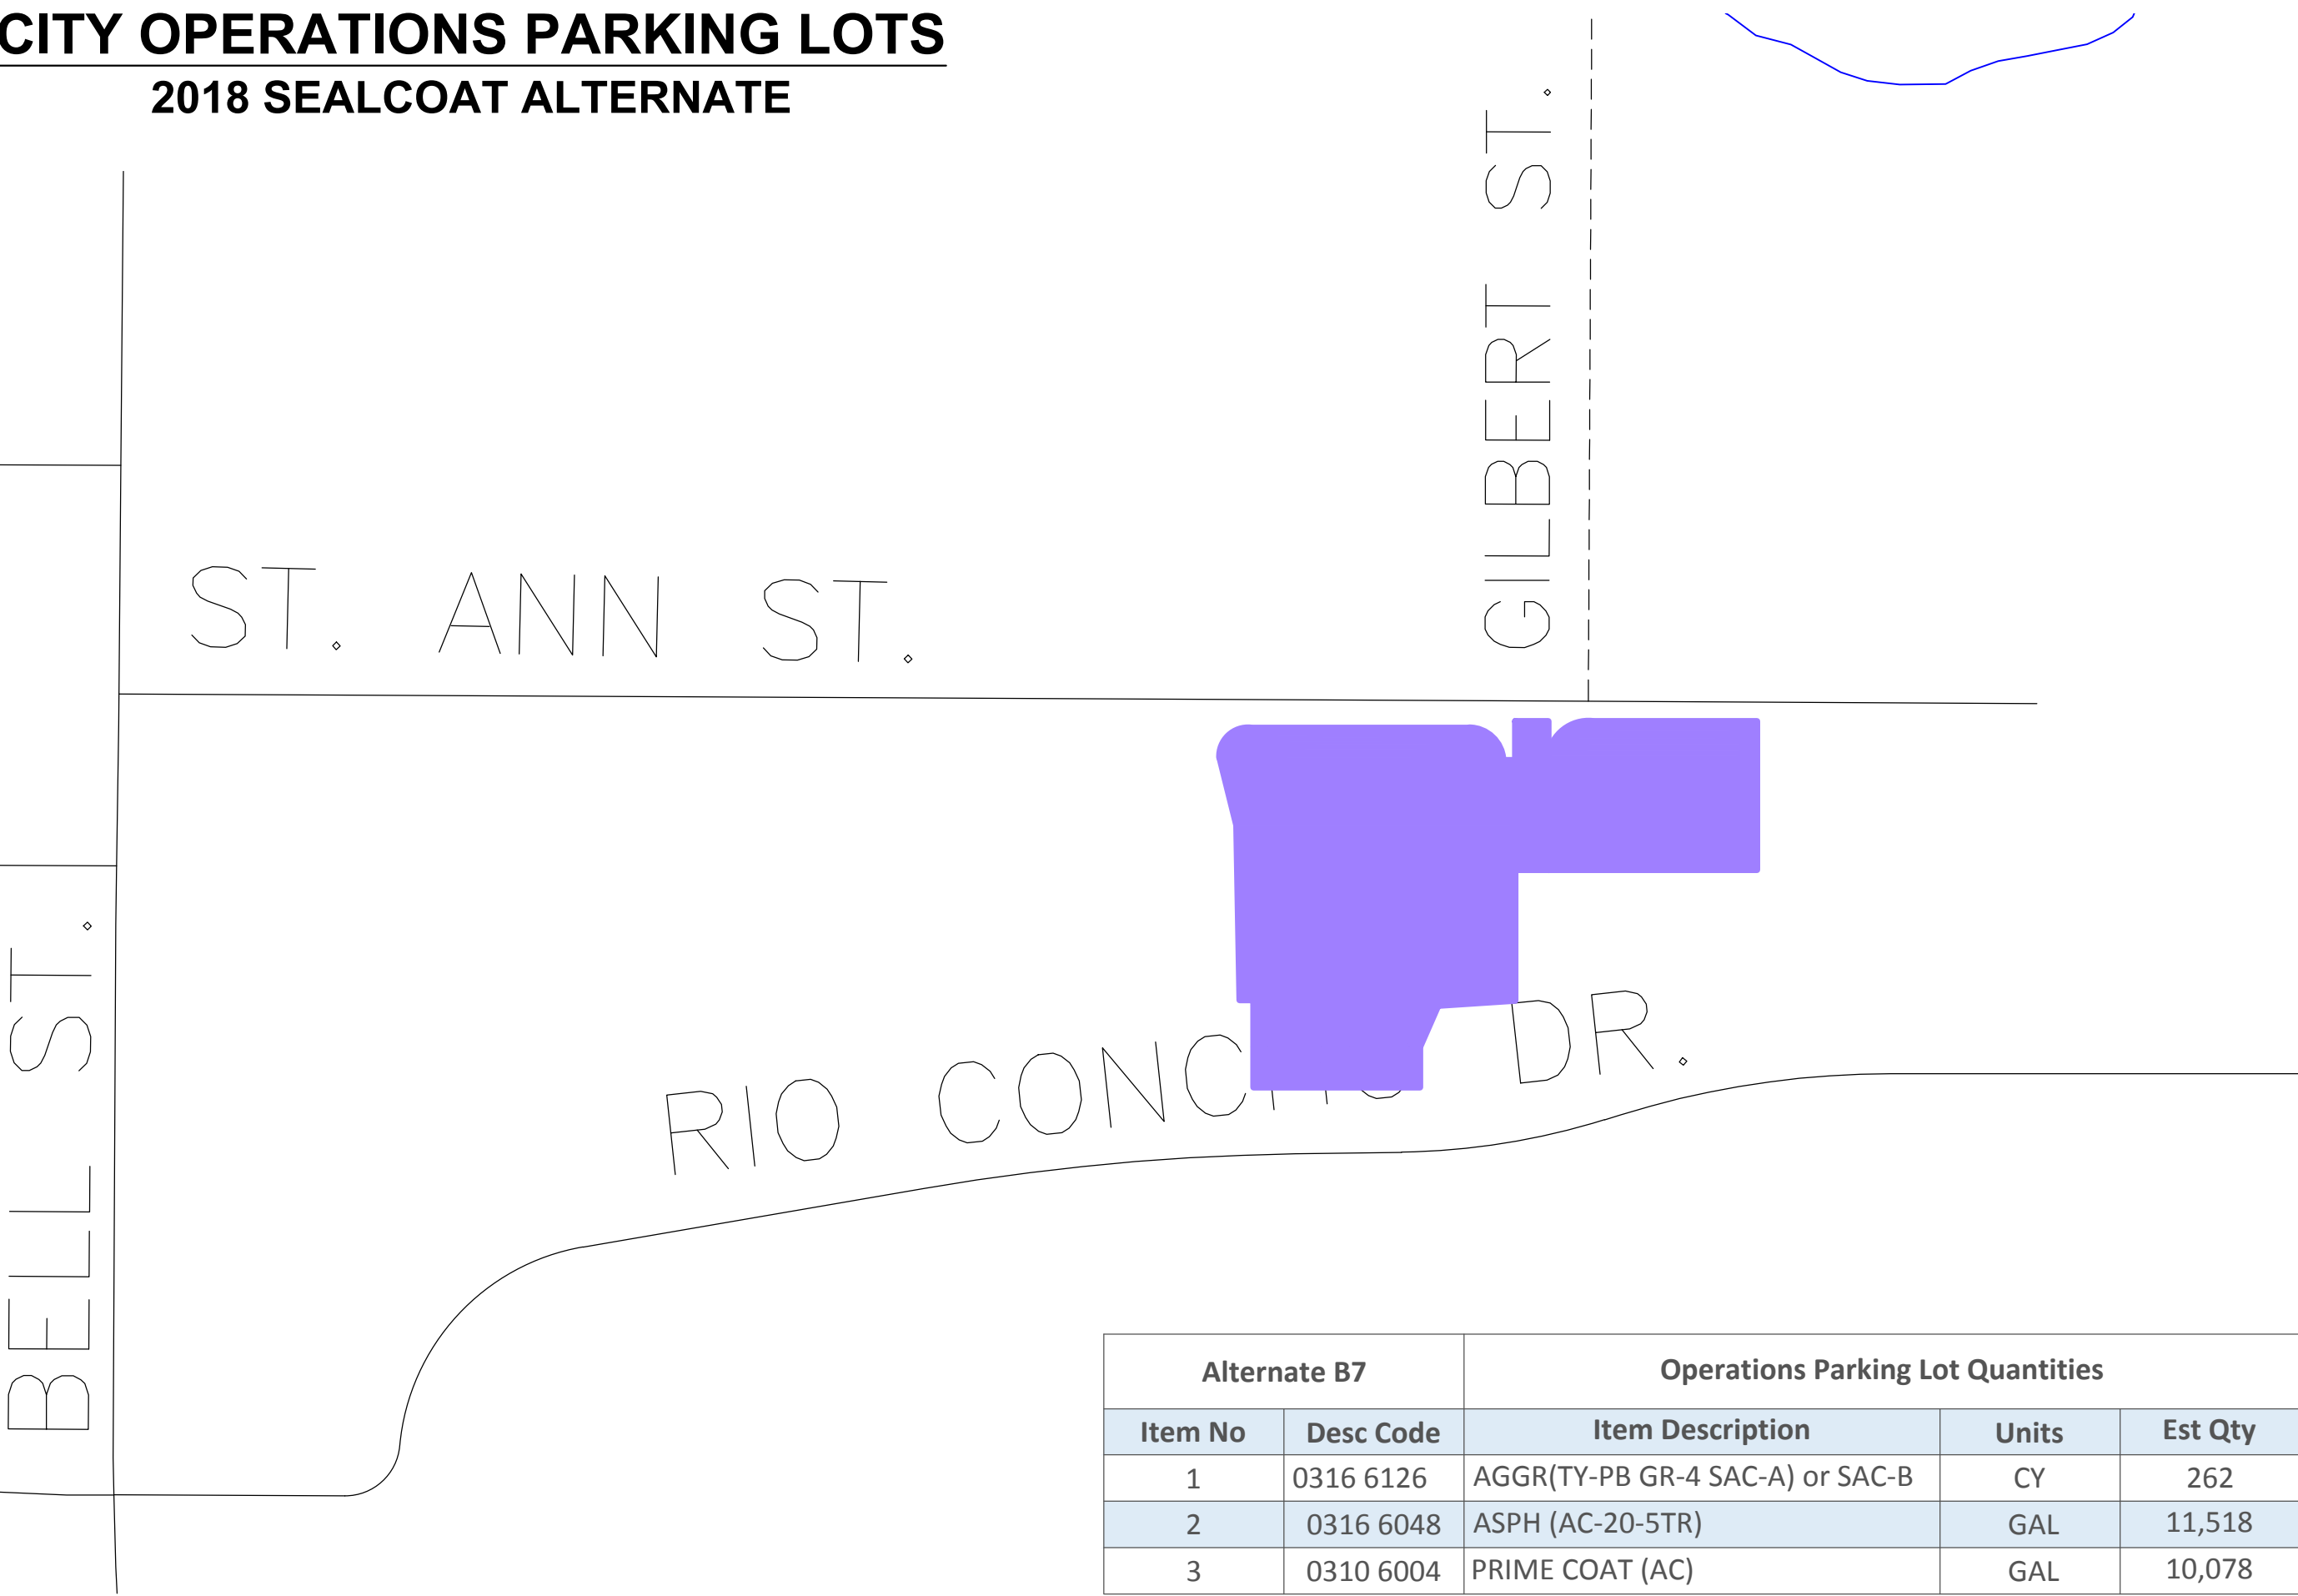 CITY OPERATIONS PARKING LOTS
2018 SEALCOAT ALTERNATE
GILBERT ST.
ST. ANN ST.
BELL ST.
RIO CONCHO DR.
Alternate B7 Operations Parking Lot Quantities
Item No Desc Code Item Description Units Est Qty
1 0316 6126 AGGR(TY-PB GR-4 SAC-A) or SAC-B CY 262
2 0316 6048 ASPH (AC-20-5TR) GAL 11,518
3 0310 6004 PRIME COAT (AC) GAL 10,078